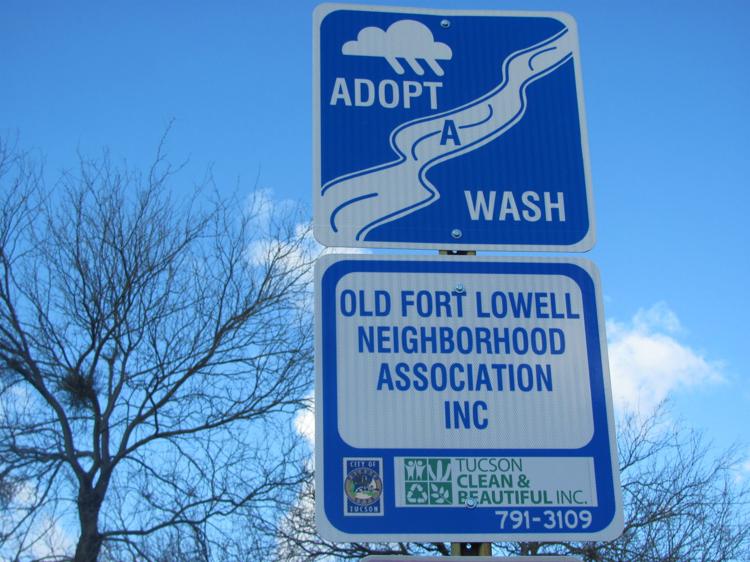 ADOPT
A
WASH
OLD FORT LOWELL
NEIGHBORHOOD
ASSOCIATION
INC
CITY OF
TUCSON
TUCSON
CLEAN &
BEAUTIFUL INC.
791-3109